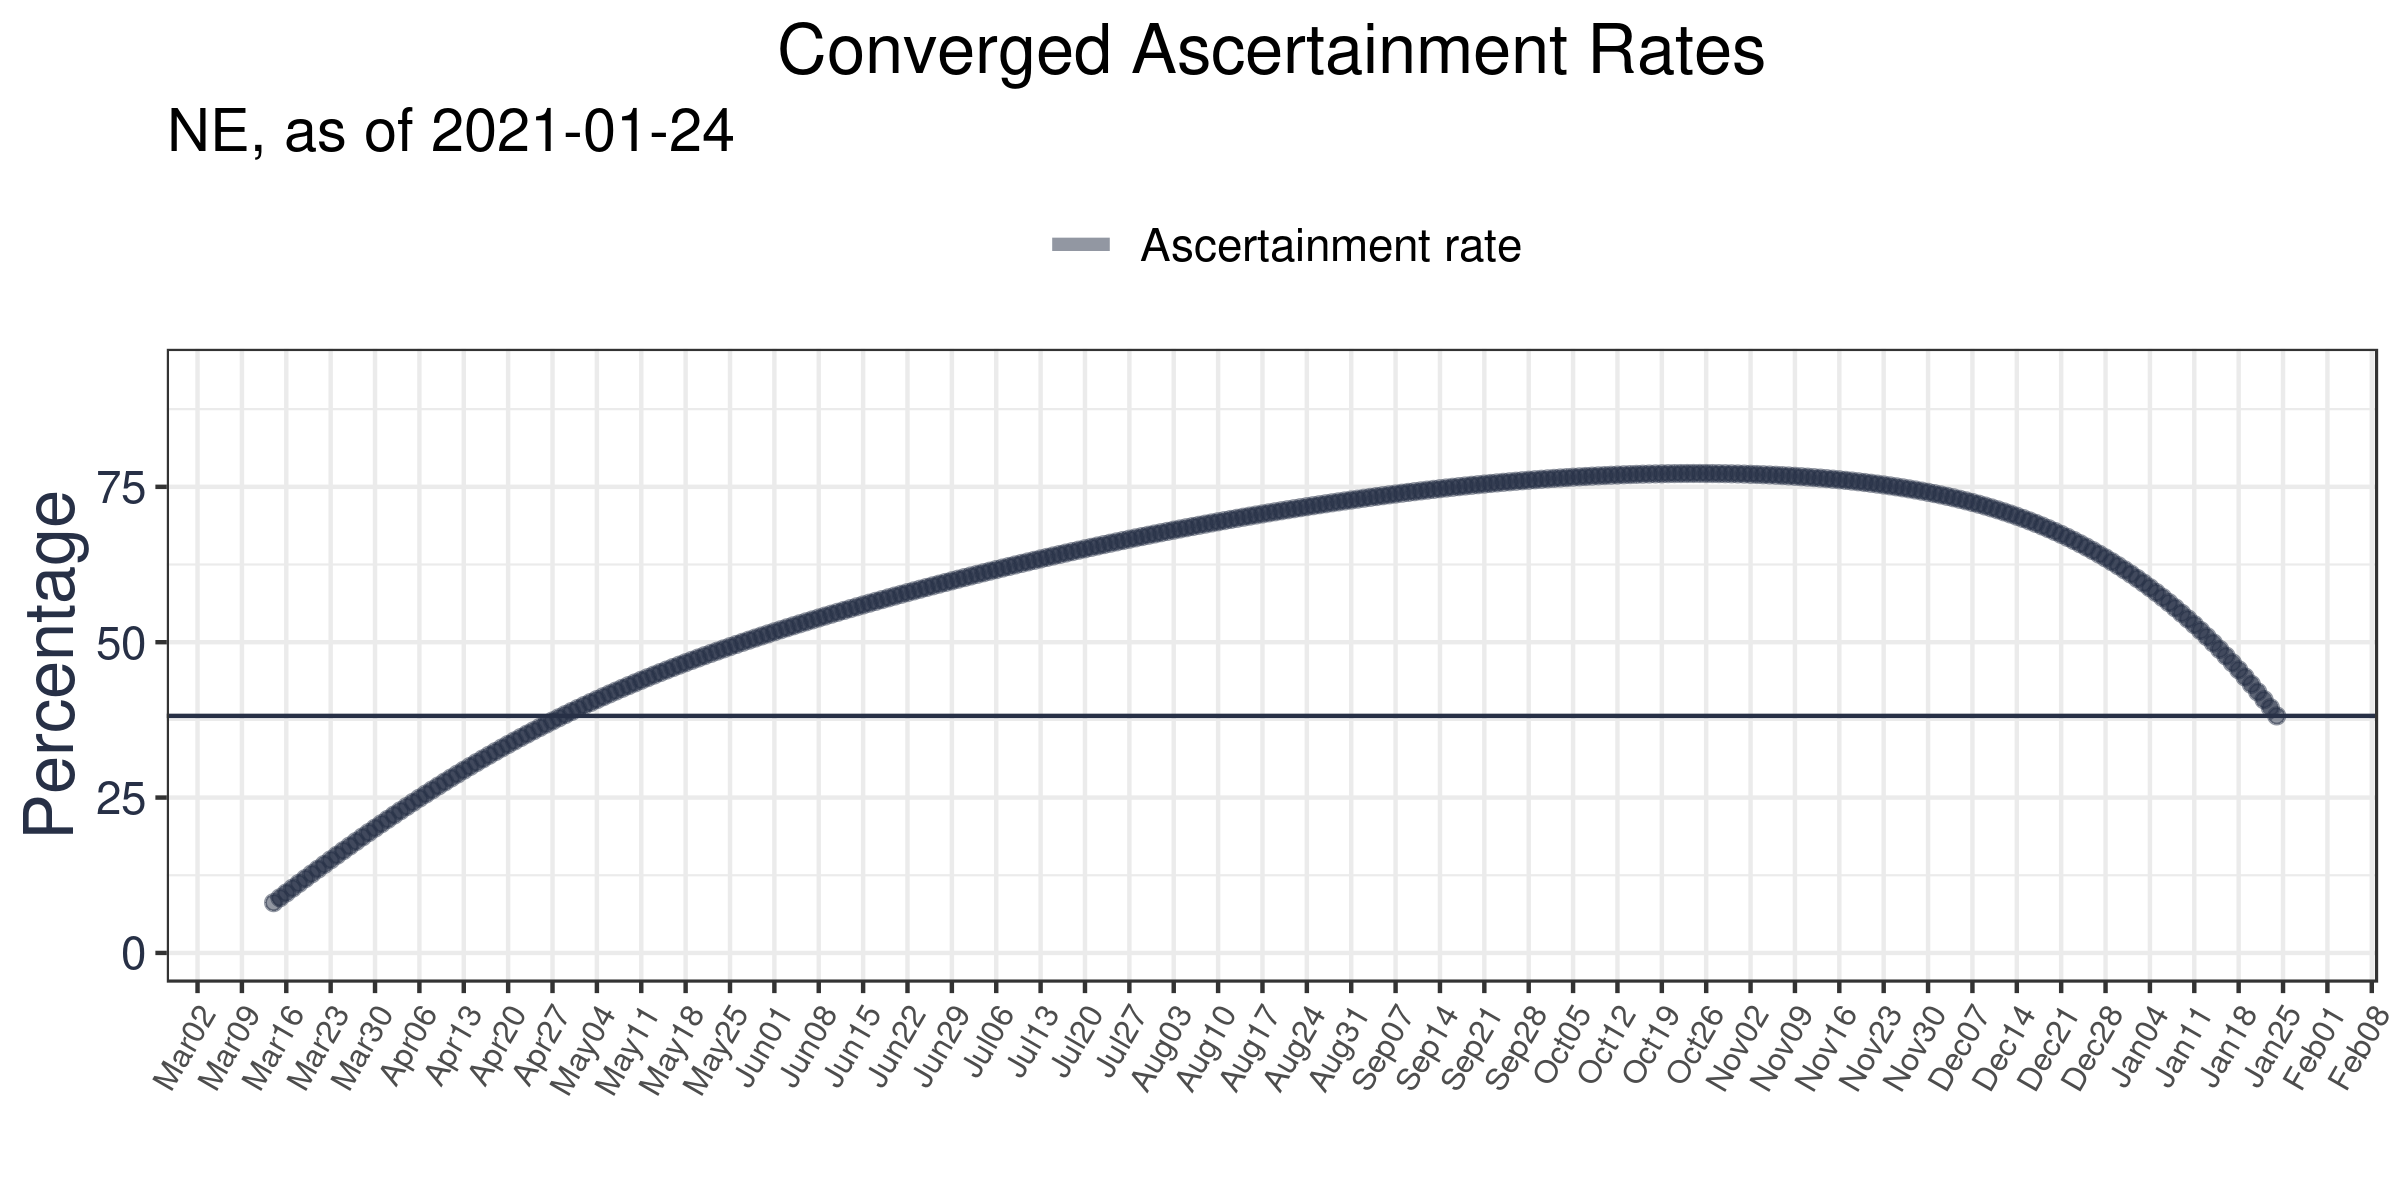 Converged Ascertainment Rates
NE, as of 2021-01-24
Ascertainment rate
Percentage
75
50
25
0
Mar02 Mar09 Mar16 Mar23 Mar30 Apr06 Apr13 Apr20 Apr27 May04 May11 May18 May25 Jun01 Jun08 Jun15 Jun22 Jun29 Jul06 Jul13 Jul20 Jul27 Aug03 Aug10 Aug17 Aug24 Aug31 Sep07 Sep14 Sep21 Sep28 Oct05 Oct12 Oct19 Oct26 Nov02 Nov09 Nov16 Nov23 Nov30 Dec07 Dec14 Dec21 Dec28 Jan04 Jan11 Jan18 Jan25 Feb01 Feb08